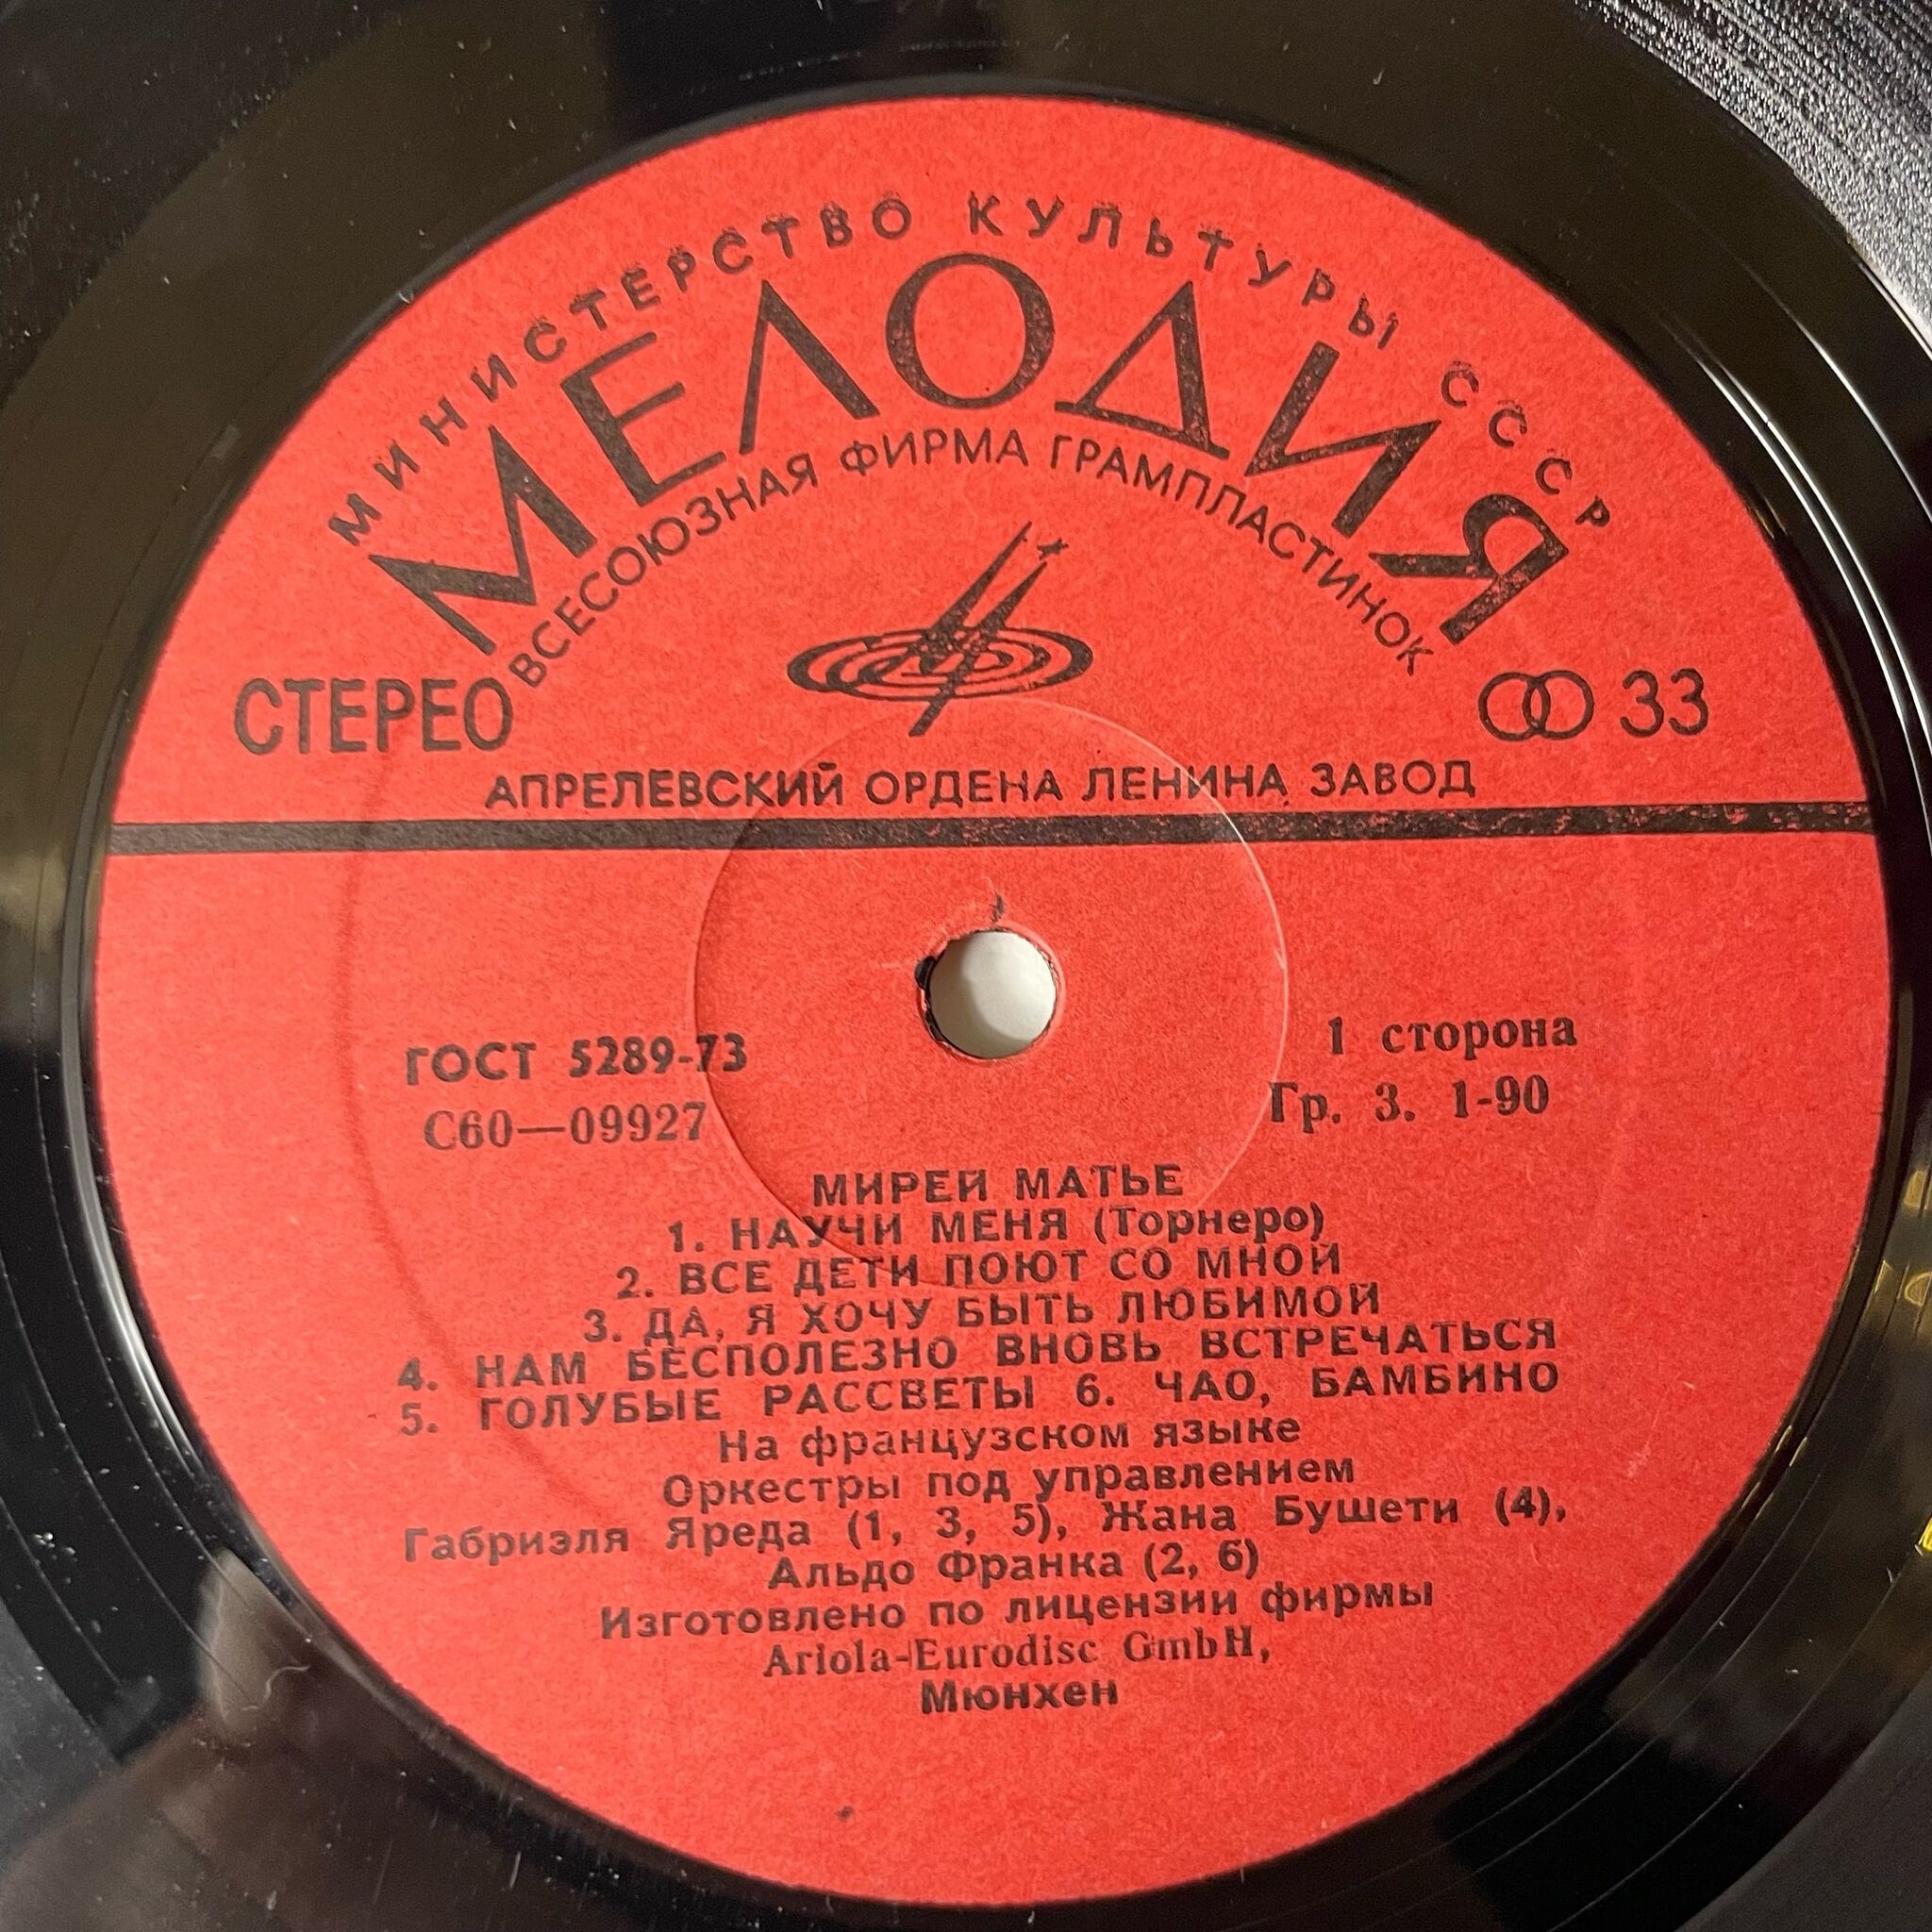 МИНИСТЕРСТВО КУЛЬТУРЫ СССР
МЕЛОДИЯ
ВСЕСОЮЗНАЯ ФИРМА ГРАМПЛАСТИНОК
СТЕРЕО
33
АПРЕЛЕВСКИЙ ОРДЕНА ЛЕНИНА ЗАВОД
ГОСТ 5289-73
С60—09927
1 сторона
Гр. 3. 1-90
МИРЕЙ МАТЬЕ
1. НАУЧИ МЕНЯ (Торнеро)
2. ВСЕ ДЕТИ ПОЮТ СО МНОЙ
3. ДА, Я ХОЧУ БЫТЬ ЛЮБИМОЙ
4. НАМ БЕСПОЛЕЗНО ВНОВЬ ВСТРЕЧАТЬСЯ
5. ГОЛУБЫЕ РАССВЕТЫ 6. ЧАО, БАМБИНО
На французском языке
Оркестры под управлением
Габриэля Яреда (1, 3, 5), Жана Бушети (4),
Альдо Франка (2, 6)
Изготовлено по лицензии фирмы
Ariola-Eurodisc GmbH,
Мюнхен